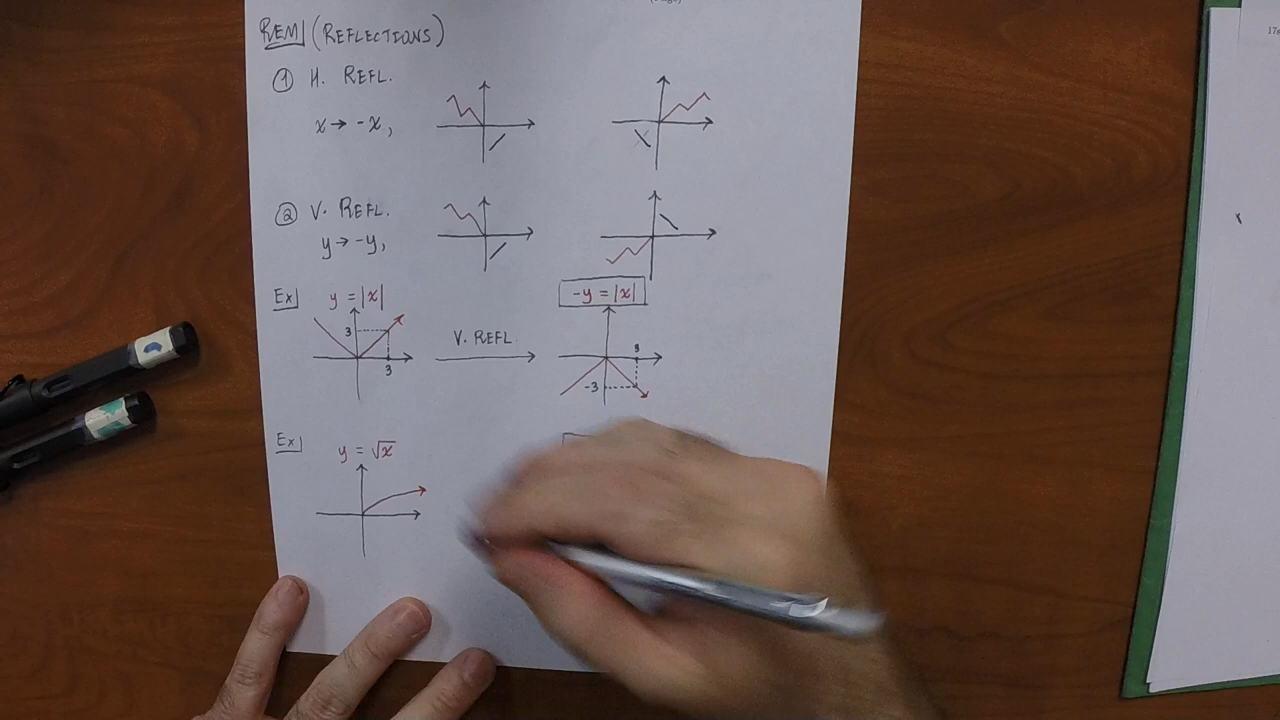 REM (REFLECTIONS)
① H. REFL.
x → -x,
② V. REFL.
y → -y,
Ex y = |x|
3
3
V. REFL.
-y = |x|
3
-3
Ex y = √x